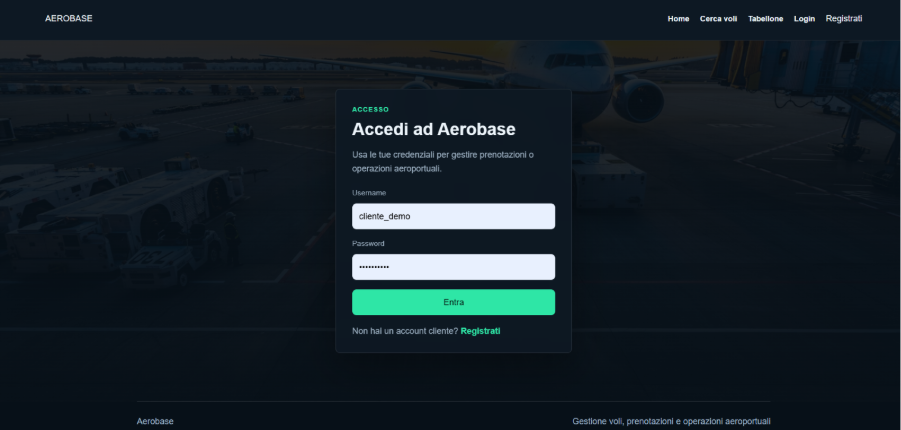 AEROBASE
Home Cerca voli Tabellone Login Registrati
ACCESSO
Accedi ad Aerobase
Usa le tue credenziali per gestire prenotazioni o
operazioni aeroportuali.
Username
cliente_demo
Password
••••••••••
Entra
Non hai un account cliente? Registrati
Aerobase
Gestione voli, prenotazioni e operazioni aeroportuali